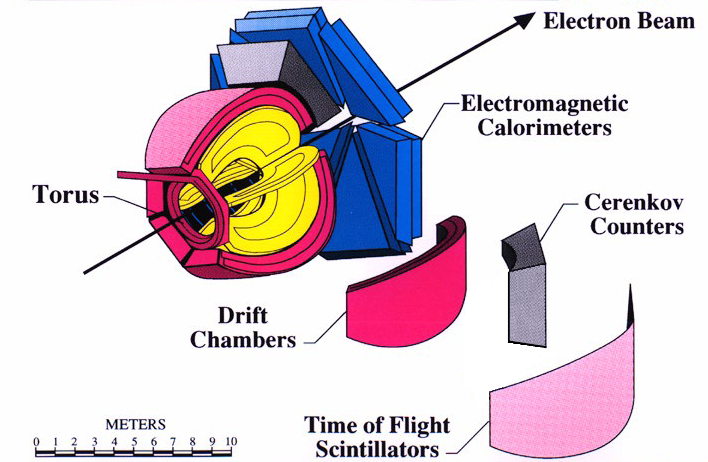 Electron Beam
Electromagnetic
Calorimeters
Torus
Cerenkov
Counters
Drift
Chambers
Time of Flight
Scintillators
METERS
0 1 2 3 4 5 6 7 8 9 10